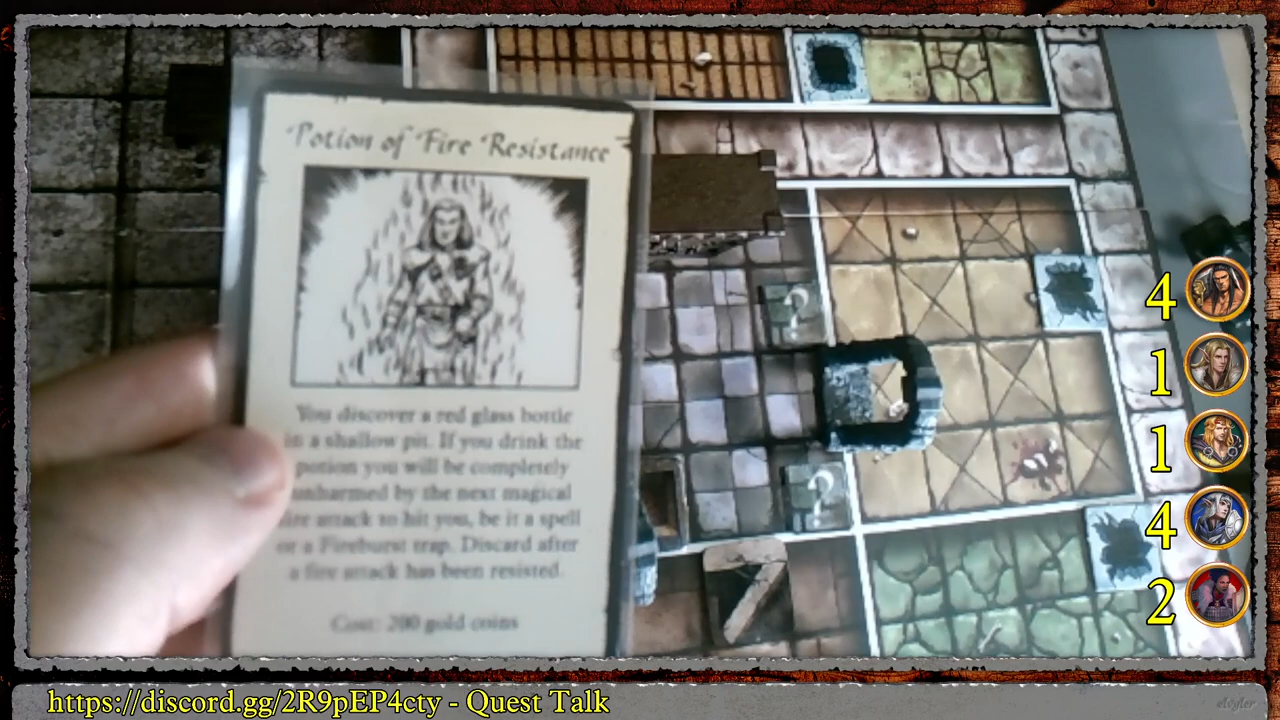 Potion of Fire Resistance
You discover a red glass bottle
in a shallow pit. If you drink the
potion you will be completely
unharmed by the next magical
fire attack to hit you, be it a spell
or a Fireburst trap. Discard after
a fire attack has been resisted.
Cost: 200 gold coins
?
?
4
1
1
4
2
https://discord.gg/2R9pEP4cty - Quest Talk